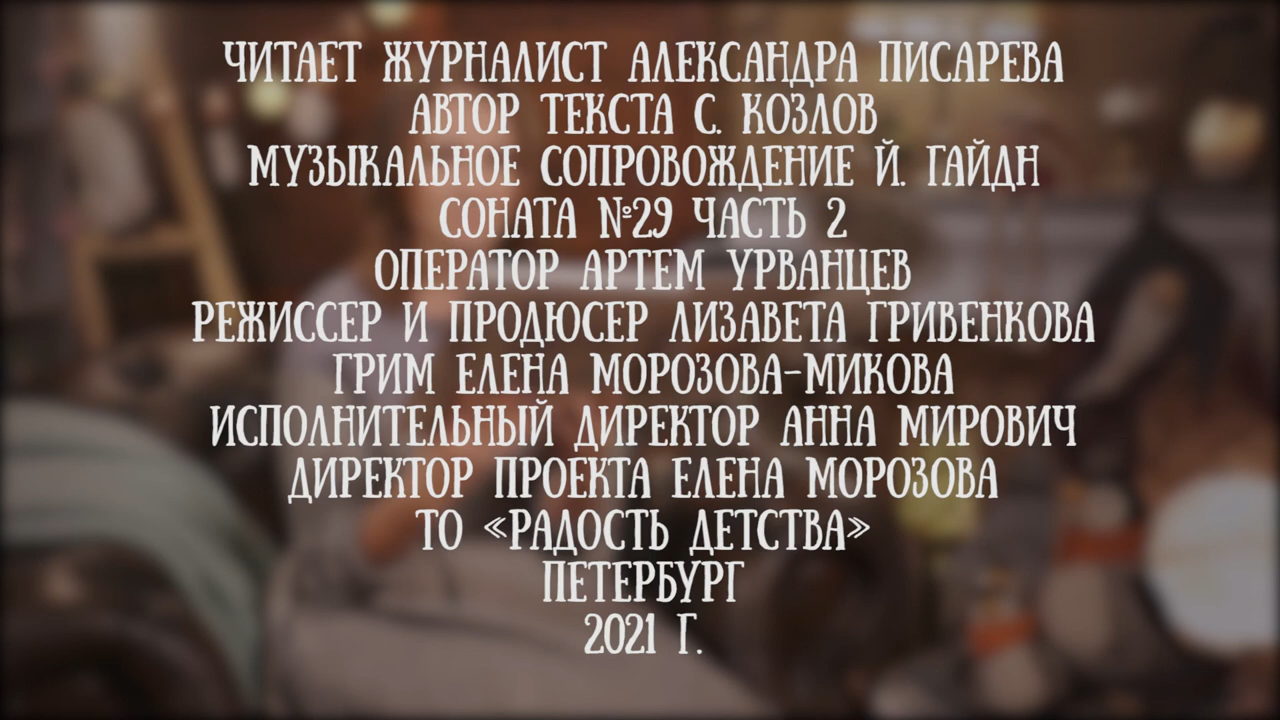 ЧИТАЕТ ЖУРНАЛИСТ АЛЕКСАНДРА ПИСАРЕВА
АВТОР ТЕКСТА С. КОЗЛОВ
МУЗЫКАЛЬНОЕ СОПРОВОЖДЕНИЕ Й. ГАЙДН
СОНАТА №29 ЧАСТЬ 2
ОПЕРАТОР АРТЕМ УРВАНЦЕВ
РЕЖИССЕР И ПРОДЮСЕР ЛИЗАВЕТА ГРИВЕНКОВА
ГРИМ ЕЛЕНА МОРОЗОВА-МИКОВА
ИСПОЛНИТЕЛЬНЫЙ ДИРЕКТОР АННА МИРОВИЧ
ДИРЕКТОР ПРОЕКТА ЕЛЕНА МОРОЗОВА
ТО «РАДОСТЬ ДЕТСТВА»
ПЕТЕРБУРГ
2021 Г.